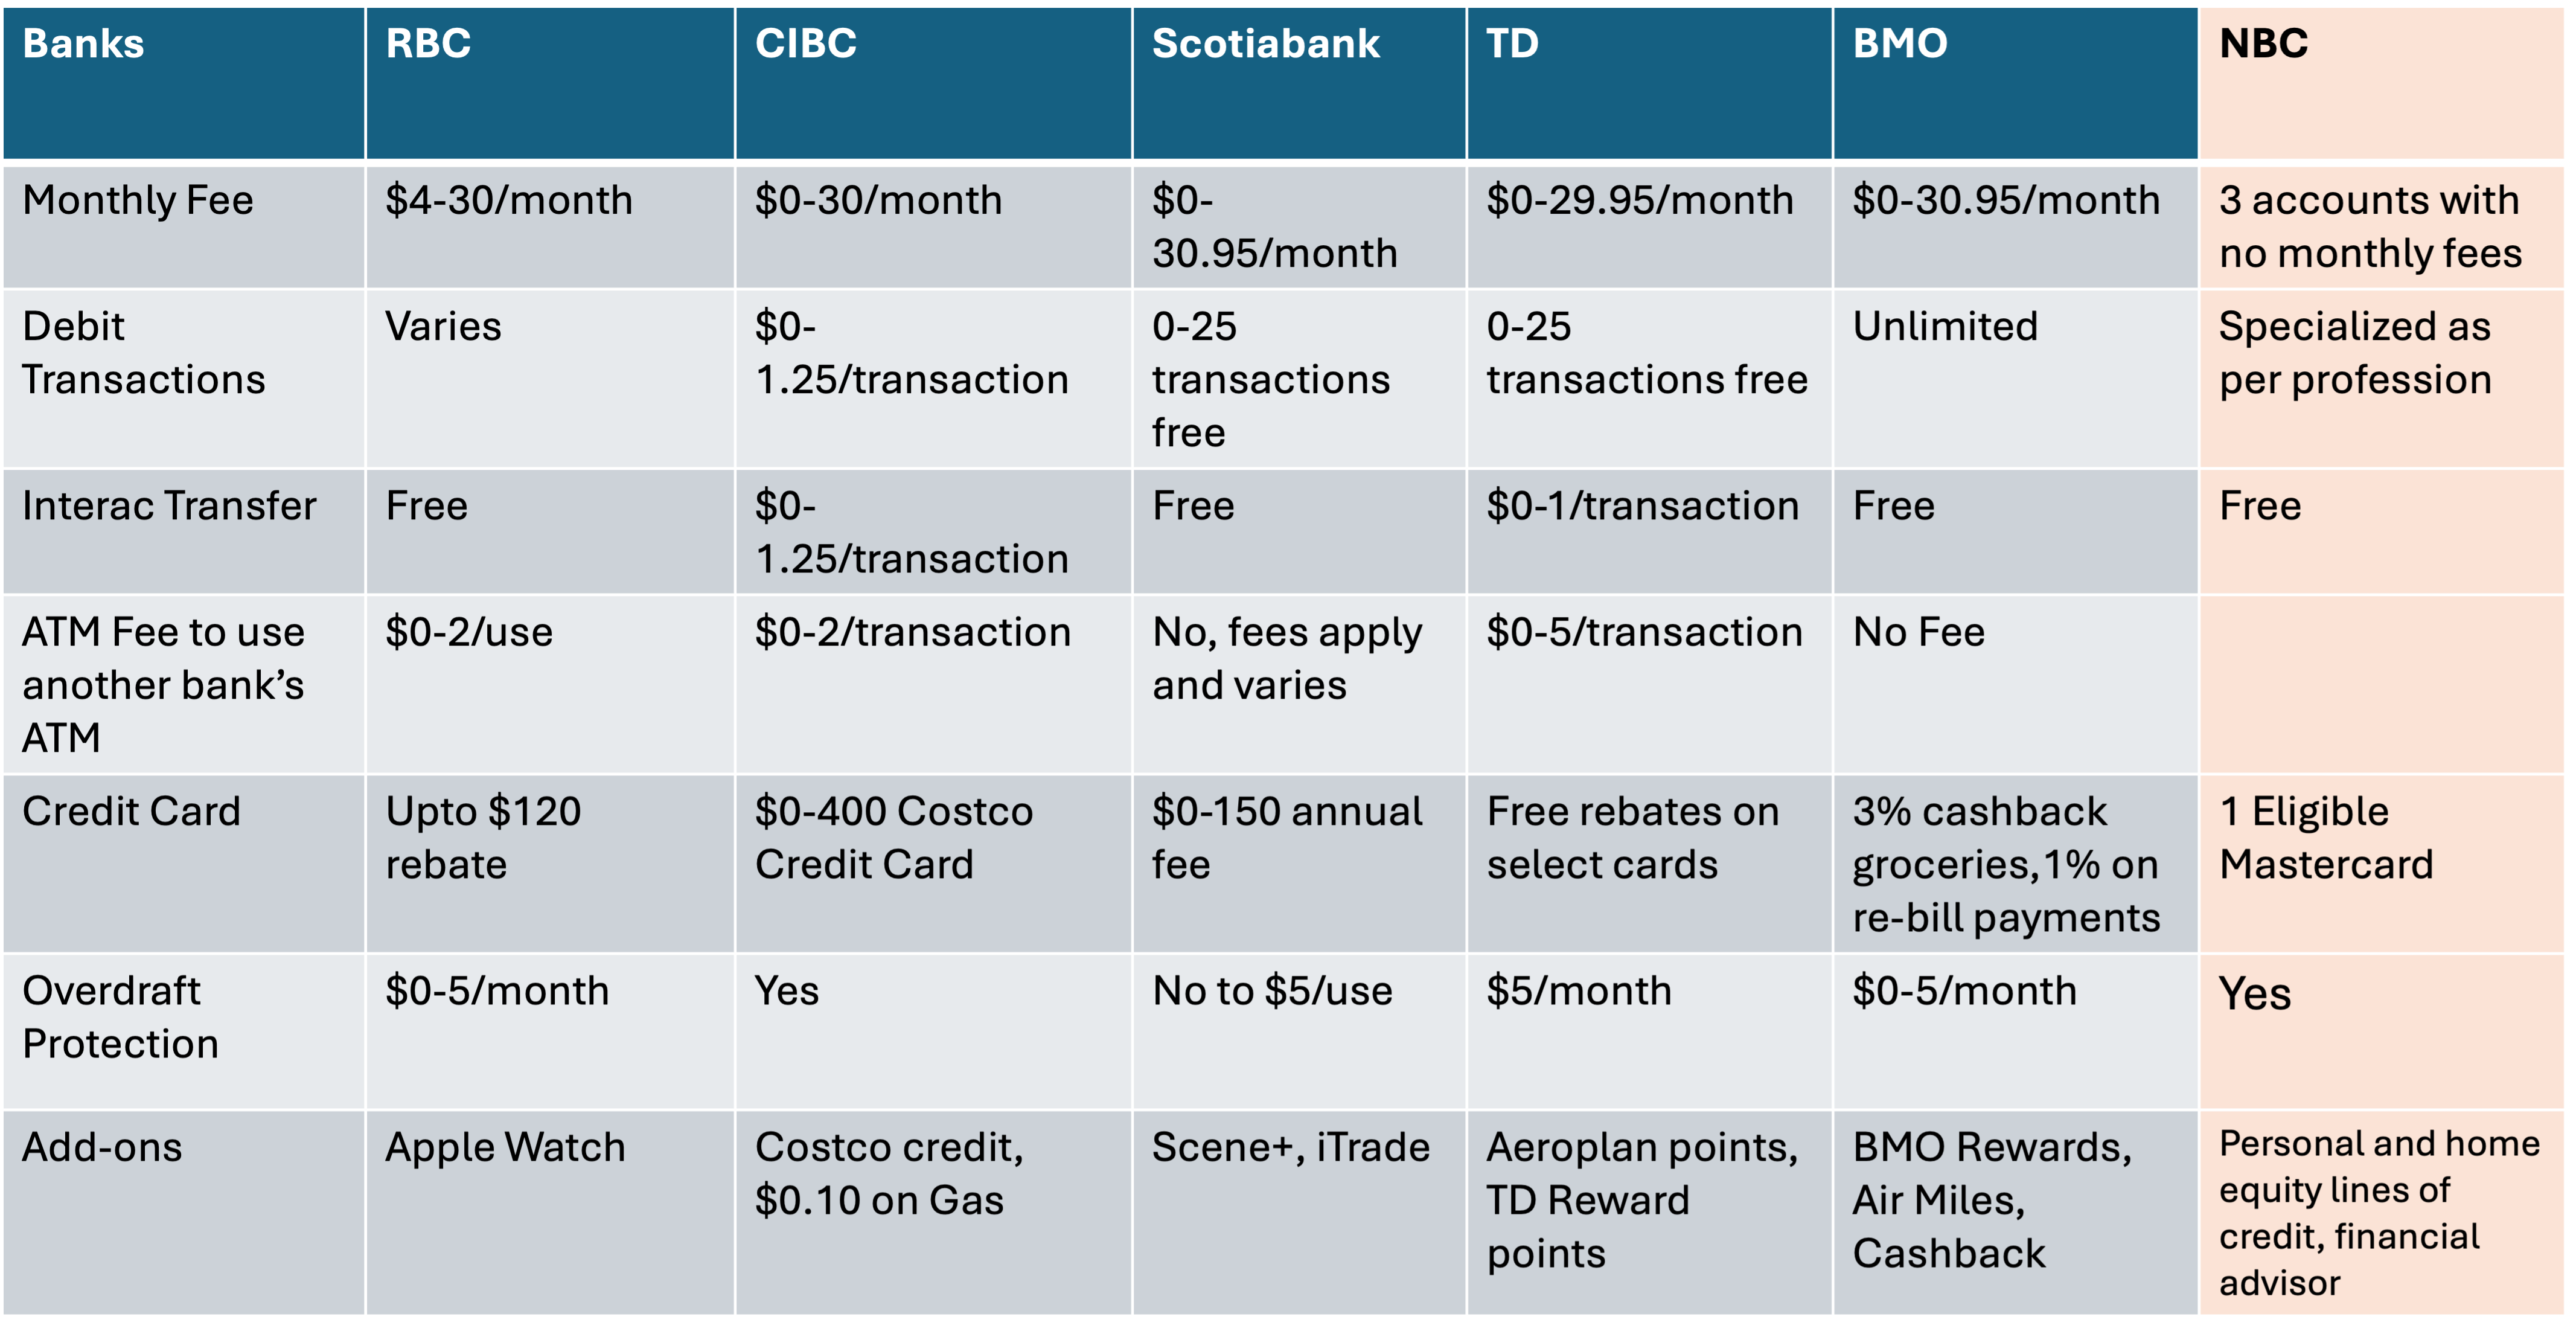 Banks
RBC
CIBC
Scotiabank
TD
BMO
NBC
Monthly Fee
$4-30/month
$0-30/month
$0-
30.95/month
$0-29.95/month
$0-30.95/month
3 accounts with
no monthly fees
Debit
Transactions
Varies
$0-
1.25/transaction
0-25
transactions
free
0-25
transactions free
Unlimited
Specialized as
per profession
Interac Transfer
Free
$0-
1.25/transaction
Free
$0-1/transaction
Free
Free
ATM Fee to use
another bank’s
ATM
$0-2/use
$0-2/transaction
No, fees apply
and varies
$0-5/transaction
No Fee
Credit Card
Upto $120
rebate
$0-400 Costco
Credit Card
$0-150 annual
fee
Free rebates on
select cards
3% cashback
groceries,1% on
re-bill payments
1 Eligible
Mastercard
Overdraft
Protection
$0-5/month
Yes
No to $5/use
$5/month
$0-5/month
Yes
Add-ons
Apple Watch
Costco credit,
$0.10 on Gas
Scene+, iTrade
Aeroplan points,
TD Reward
points
BMO Rewards,
Air Miles,
Cashback
Personal and home
equity lines of
credit, financial
advisor